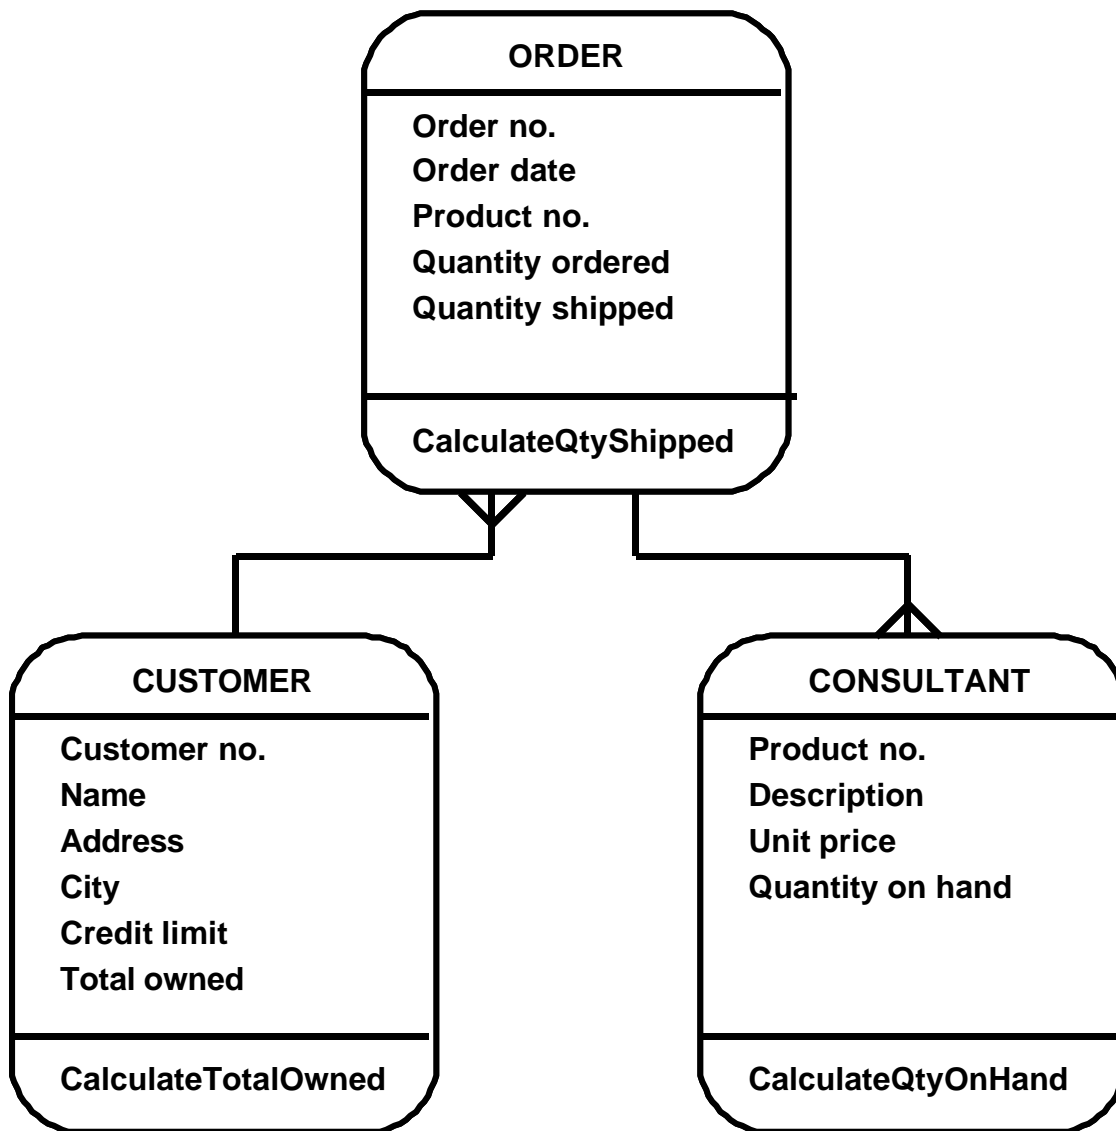 ORDER
Order no.
Order date
Product no.
Quantity ordered
Quantity shipped
CalculateQtyShipped
CUSTOMER
Customer no.
Name
Address
City
Credit limit
Total owned
CalculateTotalOwned
CONSULTANT
Product no.
Description
Unit price
Quantity on hand
CalculateQtyOnHand